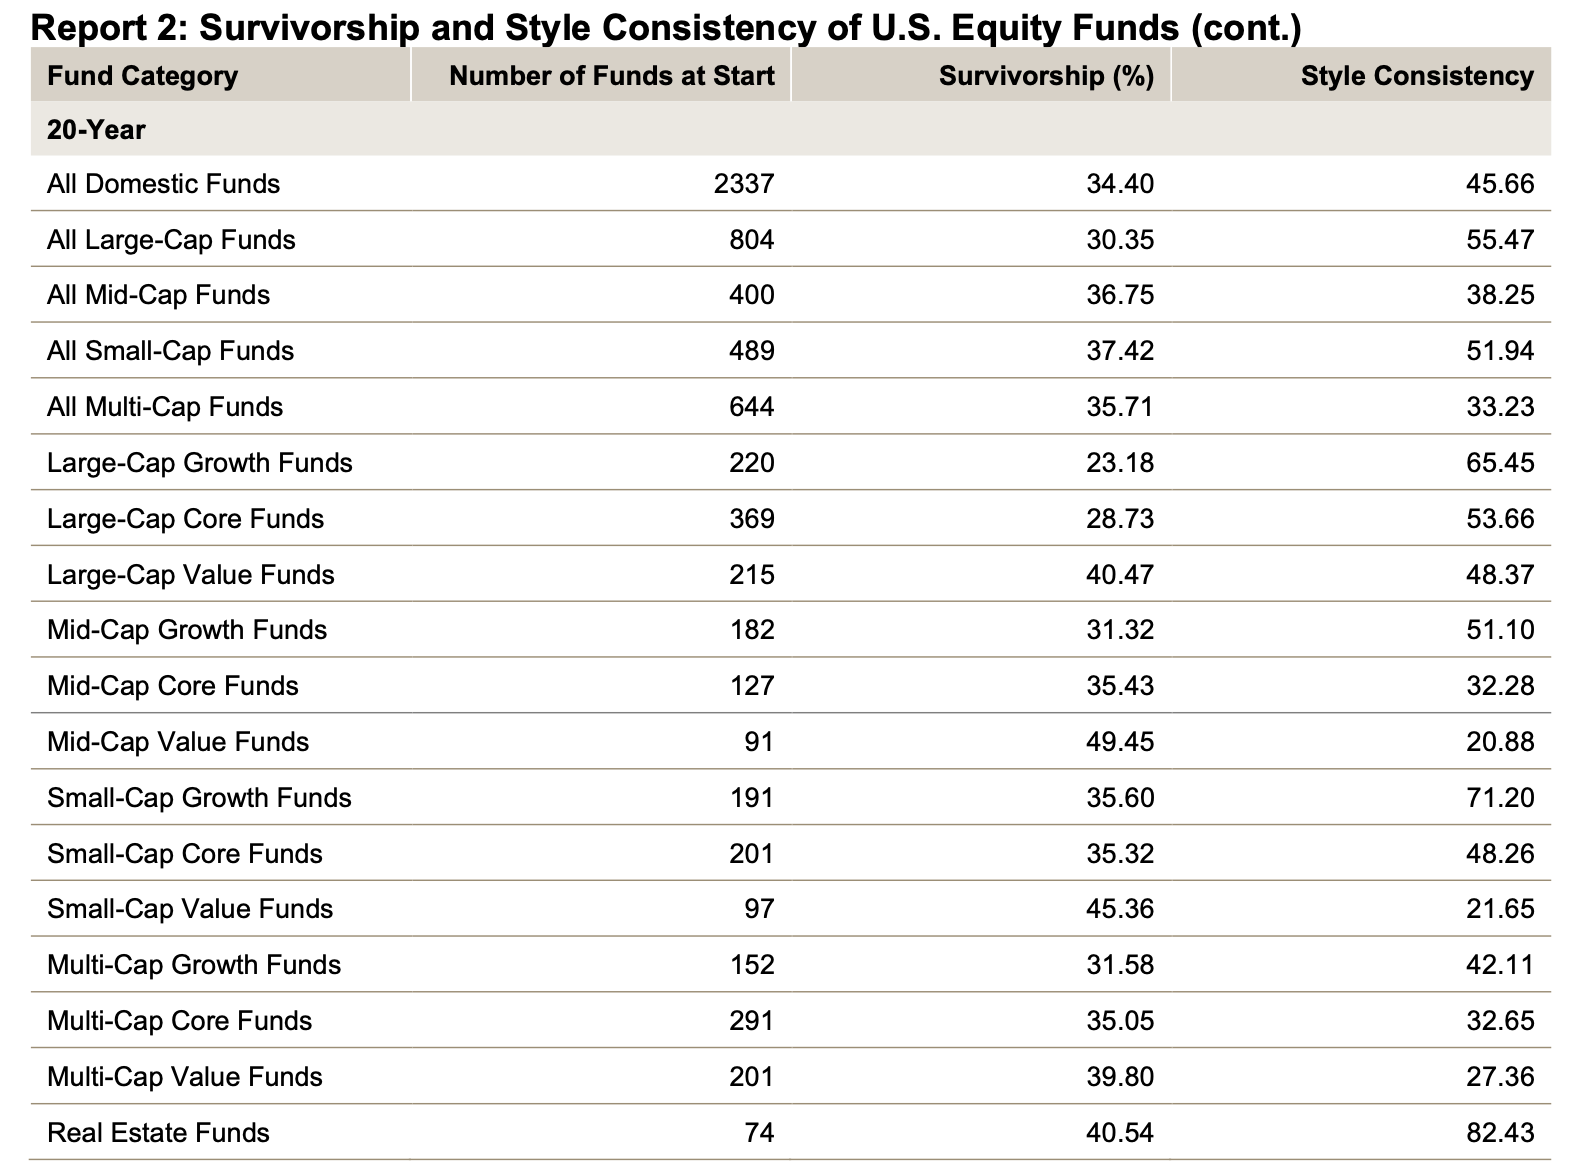 Report 2: Survivorship and Style Consistency of U.S. Equity Funds (cont.)
Fund Category Number of Funds at Start Survivorship (%) Style Consistency
20-Year
All Domestic Funds 2337 34.40 45.66
All Large-Cap Funds 804 30.35 55.47
All Mid-Cap Funds 400 36.75 38.25
All Small-Cap Funds 489 37.42 51.94
All Multi-Cap Funds 644 35.71 33.23
Large-Cap Growth Funds 220 23.18 65.45
Large-Cap Core Funds 369 28.73 53.66
Large-Cap Value Funds 215 40.47 48.37
Mid-Cap Growth Funds 182 31.32 51.10
Mid-Cap Core Funds 127 35.43 32.28
Mid-Cap Value Funds 91 49.45 20.88
Small-Cap Growth Funds 191 35.60 71.20
Small-Cap Core Funds 201 35.32 48.26
Small-Cap Value Funds 97 45.36 21.65
Multi-Cap Growth Funds 152 31.58 42.11
Multi-Cap Core Funds 291 35.05 32.65
Multi-Cap Value Funds 201 39.80 27.36
Real Estate Funds 74 40.54 82.43